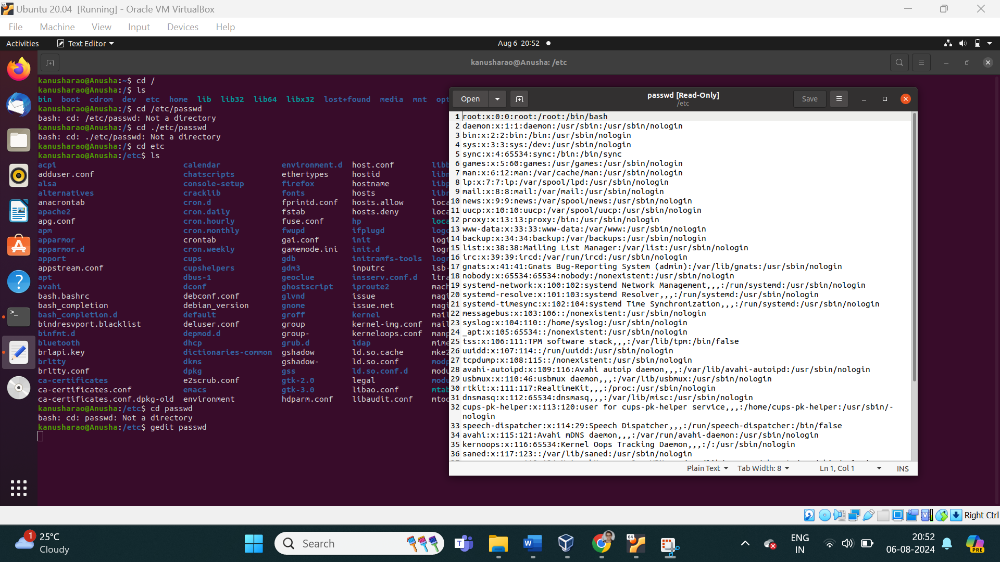 Ubuntu 20.04 [Running] - Oracle VM VirtualBox
File Machine View Input Devices Help
Activities Text Editor Aug 6 20:52
kanusharao@Anusha: /etc
kanusharao@Anusha:~$ cd /
kanusharao@Anusha:/$ ls
bin boot cdrom dev etc home lib lib32 lib64 libx32 lost+found media mnt opt
kanusharao@Anusha:/$ cd /etc/passwd
bash: cd: /etc/passwd: Not a directory
kanusharao@Anusha:/$ cd ./etc/passwd
bash: cd: ./etc/passwd: Not a directory
kanusharao@Anusha:/$ cd etc
kanusharao@Anusha:/etc$ ls
acpi calendar environment.d host.conf
adduser.conf chatscripts ethertypes hostid
alsa console-setup firefox hostname
alternatives cracklib fonts hosts
anacrontab cron.d fprintd.conf hosts.allow
apache2 cron.daily fstab hosts.deny
apg.conf cron.hourly fuse.conf hp
apm cron.monthly fwupd ifplugd
apparmor crontab gai.conf init
apparmor.d cron.weekly gamemode.ini init.d
apport cups gdb initramfs-tools
appstream.conf cupshelpers gdm3 inputrc
apt dbus-1 geoclue insserv.conf.d
avahi dconf ghostscript iproute2
bash.bashrc debconf.conf glvnd issue
bash_completion debian_version gnome issue.net
bash_completion.d default groff kernel
bindresvport.blacklist deluser.conf group kernel-img.conf
binfmt.d depmod.d group- kerneloops.conf
bluetooth dhcp grub.d ldap
brlapi.key dictionaries-common gshadow ld.so.cache
brltty dkms gshadow- ld.so.conf
brltty.conf dpkg gss ld.so.conf.d
ca-certificates e2scrub.conf gtk-2.0 legal
ca-certificates.conf emacs gtk-3.0 libao.conf
ca-certificates.conf.dpkg-old environment hdparm.conf libaudit.conf
kanusharao@Anusha:/etc$ cd passwd
bash: cd: passwd: Not a directory
kanusharao@Anusha:/etc$ gedit passwd
Open passwd [Read-Only] Save
/etc
1 root:x:0:0:root:/root:/bin/bash
2 daemon:x:1:1:daemon:/usr/sbin:/usr/sbin/nologin
3 bin:x:2:2:bin:/bin:/usr/sbin/nologin
4 sys:x:3:3:sys:/dev:/usr/sbin/nologin
5 sync:x:4:65534:sync:/bin:/bin/sync
6 games:x:5:60:games:/usr/games:/usr/sbin/nologin
7 man:x:6:12:man:/var/cache/man:/usr/sbin/nologin
8 lp:x:7:7:lp:/var/spool/lpd:/usr/sbin/nologin
9 mail:x:8:8:mail:/var/mail:/usr/sbin/nologin
10 news:x:9:9:news:/var/spool/news:/usr/sbin/nologin
11 uucp:x:10:10:uucp:/var/spool/uucp:/usr/sbin/nologin
12 proxy:x:13:13:proxy:/bin:/usr/sbin/nologin
13 www-data:x:33:33:www-data:/var/www:/usr/sbin/nologin
14 backup:x:34:34:backup:/var/backups:/usr/sbin/nologin
15 list:x:38:38:Mailing List Manager:/var/list:/usr/sbin/nologin
16 irc:x:39:39:ircd:/var/run/ircd:/usr/sbin/nologin
17 gnats:x:41:41:Gnats Bug-Reporting System (admin):/var/lib/gnats:/usr/sbin/nologin
18 nobody:x:65534:65534:nobody:/nonexistent:/usr/sbin/nologin
19 systemd-network:x:100:102:systemd Network Management,,,:/run/systemd:/usr/sbin/nologin
20 systemd-resolve:x:101:103:systemd Resolver,,,:/run/systemd:/usr/sbin/nologin
21 systemd-timesync:x:102:104:systemd Time Synchronization,,,:/run/systemd:/usr/sbin/nologin
22 messagebus:x:103:106::/nonexistent:/usr/sbin/nologin
23 syslog:x:104:110::/home/syslog:/usr/sbin/nologin
24 _apt:x:105:65534::/nonexistent:/usr/sbin/nologin
25 tss:x:106:111:TPM software stack,,,:/var/lib/tpm:/bin/false
26 uuidd:x:107:114::/run/uuidd:/usr/sbin/nologin
27 tcpdump:x:108:115::/nonexistent:/usr/sbin/nologin
28 avahi-autoipd:x:109:116:Avahi autoip daemon,,,:/var/lib/avahi-autoipd:/usr/sbin/nologin
29 usbmux:x:110:46:usbmux daemon,,,:/var/lib/usbmux:/usr/sbin/nologin
30 rtkit:x:111:117:RealtimeKit,,,:/proc:/usr/sbin/nologin
31 dnsmasq:x:112:65534:dnsmasq,,,:/var/lib/misc:/usr/sbin/nologin
32 cups-pk-helper:x:113:120:user for cups-pk-helper service,,,:/home/cups-pk-helper:/usr/sbin/-
nologin
33 speech-dispatcher:x:114:29:Speech Dispatcher,,,:/run/speech-dispatcher:/bin/false
34 avahi:x:115:121:Avahi mDNS daemon,,,:/var/run/avahi-daemon:/usr/sbin/nologin
35 kernoops:x:116:65534:Kernel Oops Tracking Daemon,,,:/:/usr/sbin/nologin
36 saned:x:117:123::/var/lib/saned:/usr/sbin/nologin
Plain Text Tab Width: 8 Ln 1, Col 1 INS
Right Ctrl
1 25°C
Cloudy
Search
ENG
IN
20:52
06-08-2024
PRE